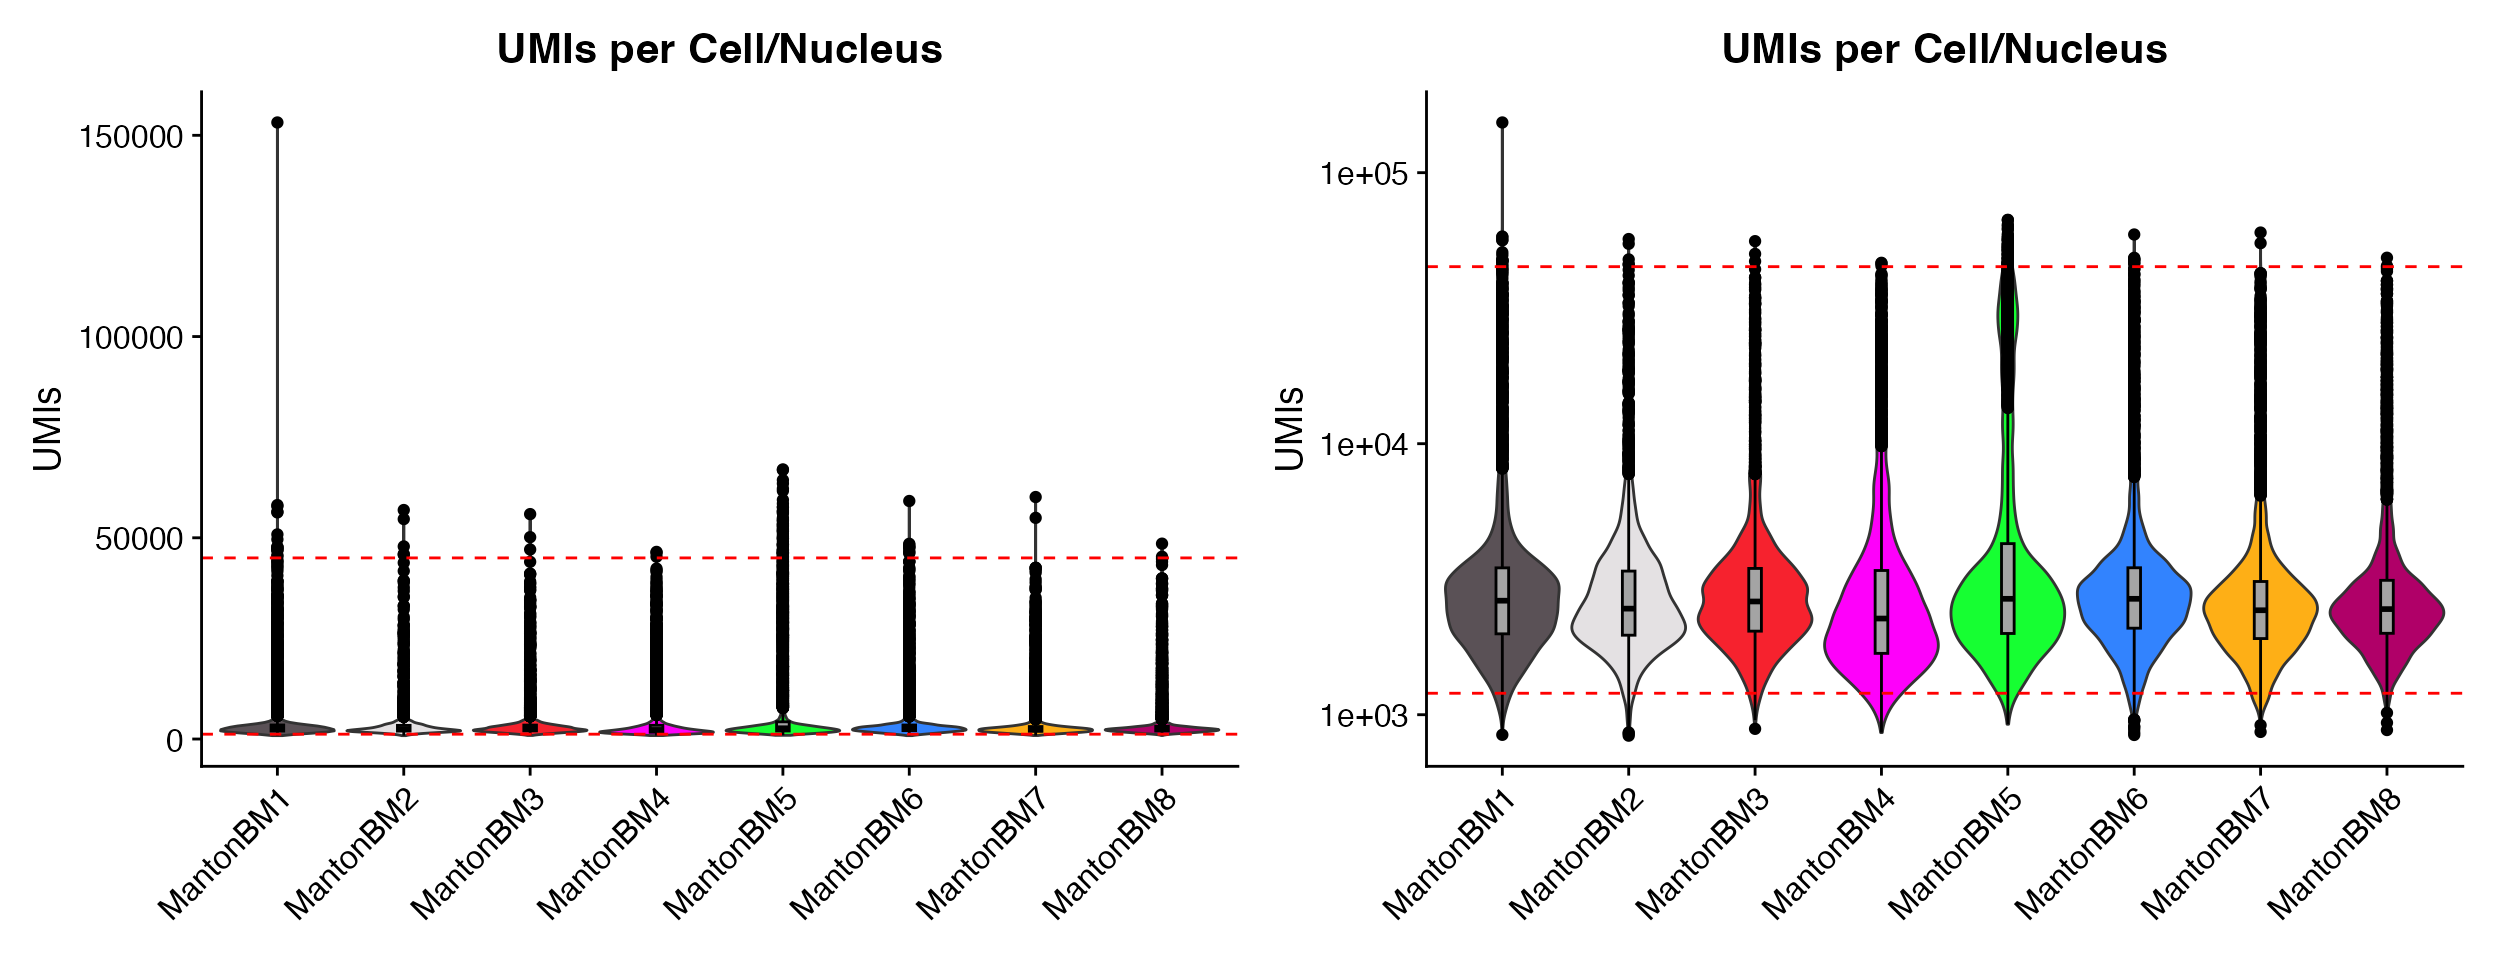 UMIs per Cell/Nucleus
UMIs
150000
100000
50000
0
MantonBM1
MantonBM2
MantonBM3
MantonBM4
MantonBM5
MantonBM6
MantonBM7
MantonBM8
UMIs per Cell/Nucleus
UMIs
1e+05
1e+04
1e+03
MantonBM1
MantonBM2
MantonBM3
MantonBM4
MantonBM5
MantonBM6
MantonBM7
MantonBM8